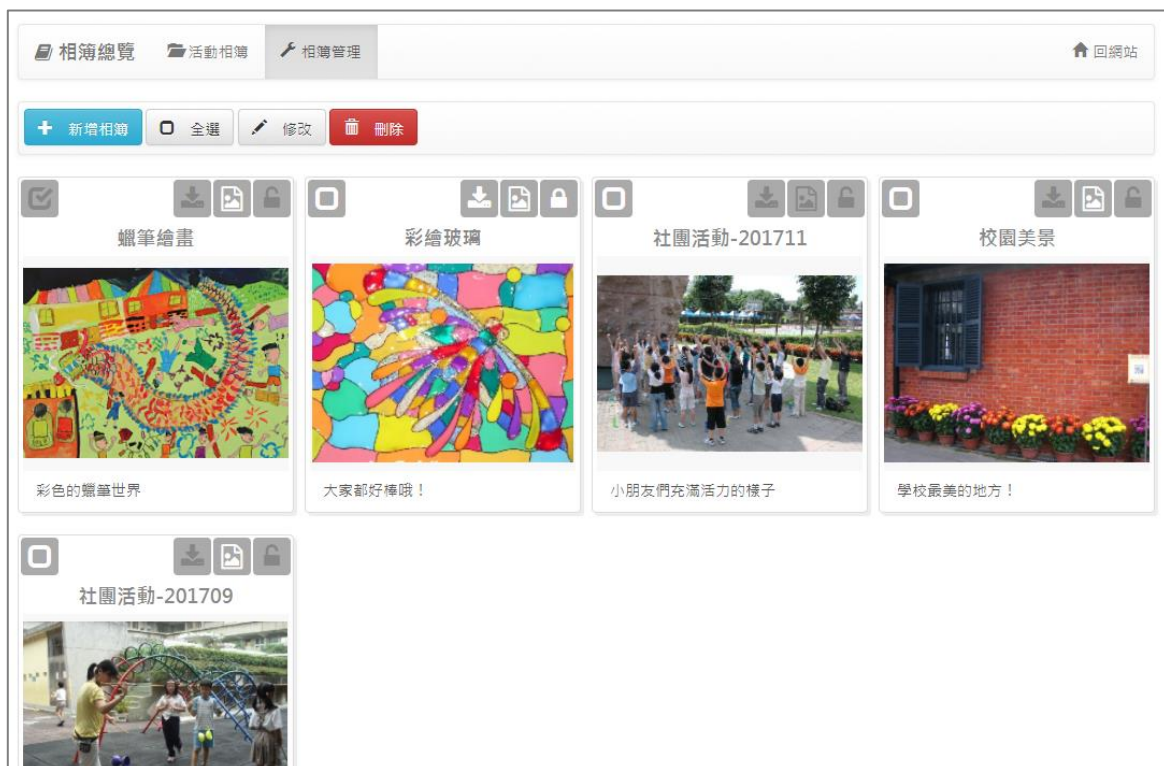 相簿總覽 活動相簿 相簿管理 回網站
新增相簿 全選 修改 刪除
蠟筆繪畫
彩色的蠟筆世界
彩繪玻璃
大家都好棒哦！
社團活動-201711
小朋友們充滿活力的樣子
校園美景
學校最美的地方！
社團活動-201709